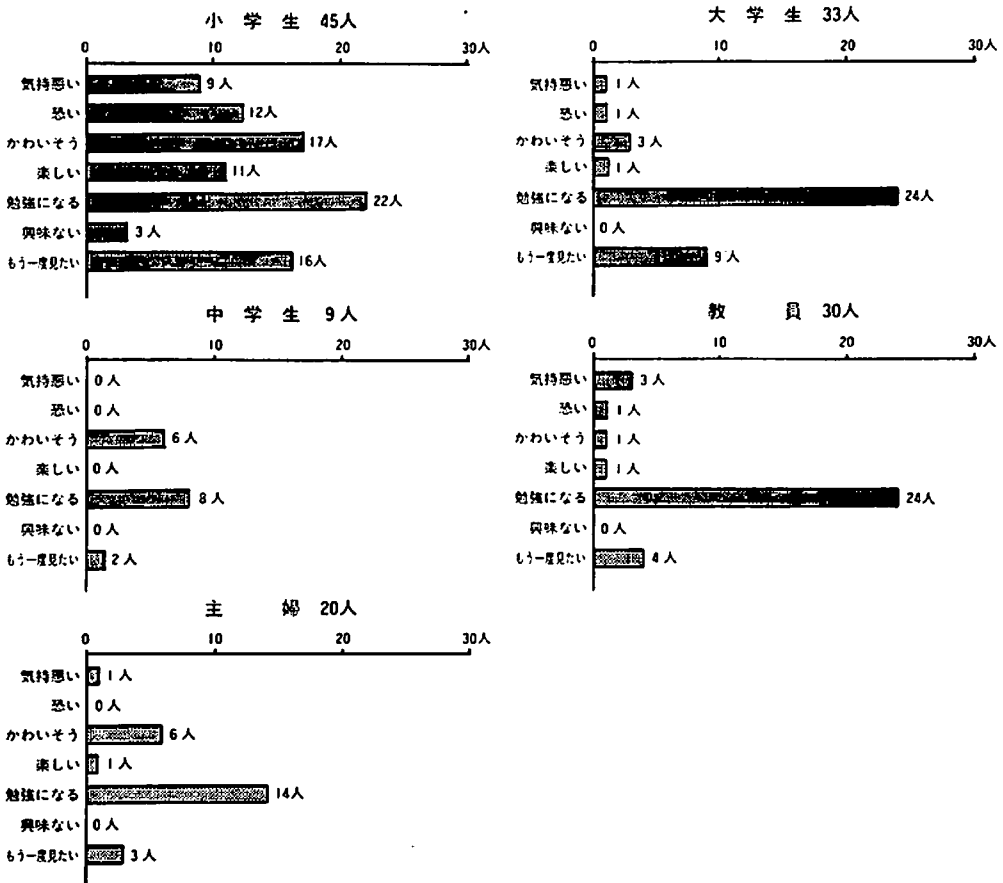 小学生 45人
0 10 20 30人
気持悪い 9人
恐い 12人
かわいそう 17人
楽しい 11人
勉強になる 22人
興味ない 3人
もう一度見たい 16人
中学生 9人
0 10 20 30人
気持悪い 0人
恐い 0人
かわいそう 6人
楽しい 0人
勉強になる 8人
興味ない 0人
もう一度見たい 2人
主婦 20人
0 10 20 30人
気持悪い 1人
恐い 0人
かわいそう 6人
楽しい 1人
勉強になる 14人
興味ない 0人
もう一度見たい 3人
大学生 33人
0 10 20 30人
気持悪い 1人
恐い 1人
かわいそう 3人
楽しい 1人
勉強になる 24人
興味ない 0人
もう一度見たい 9人
教員 30人
0 10 20 30人
気持悪い 3人
恐い 1人
かわいそう 1人
楽しい 1人
勉強になる 24人
興味ない 0人
もう一度見たい 4人